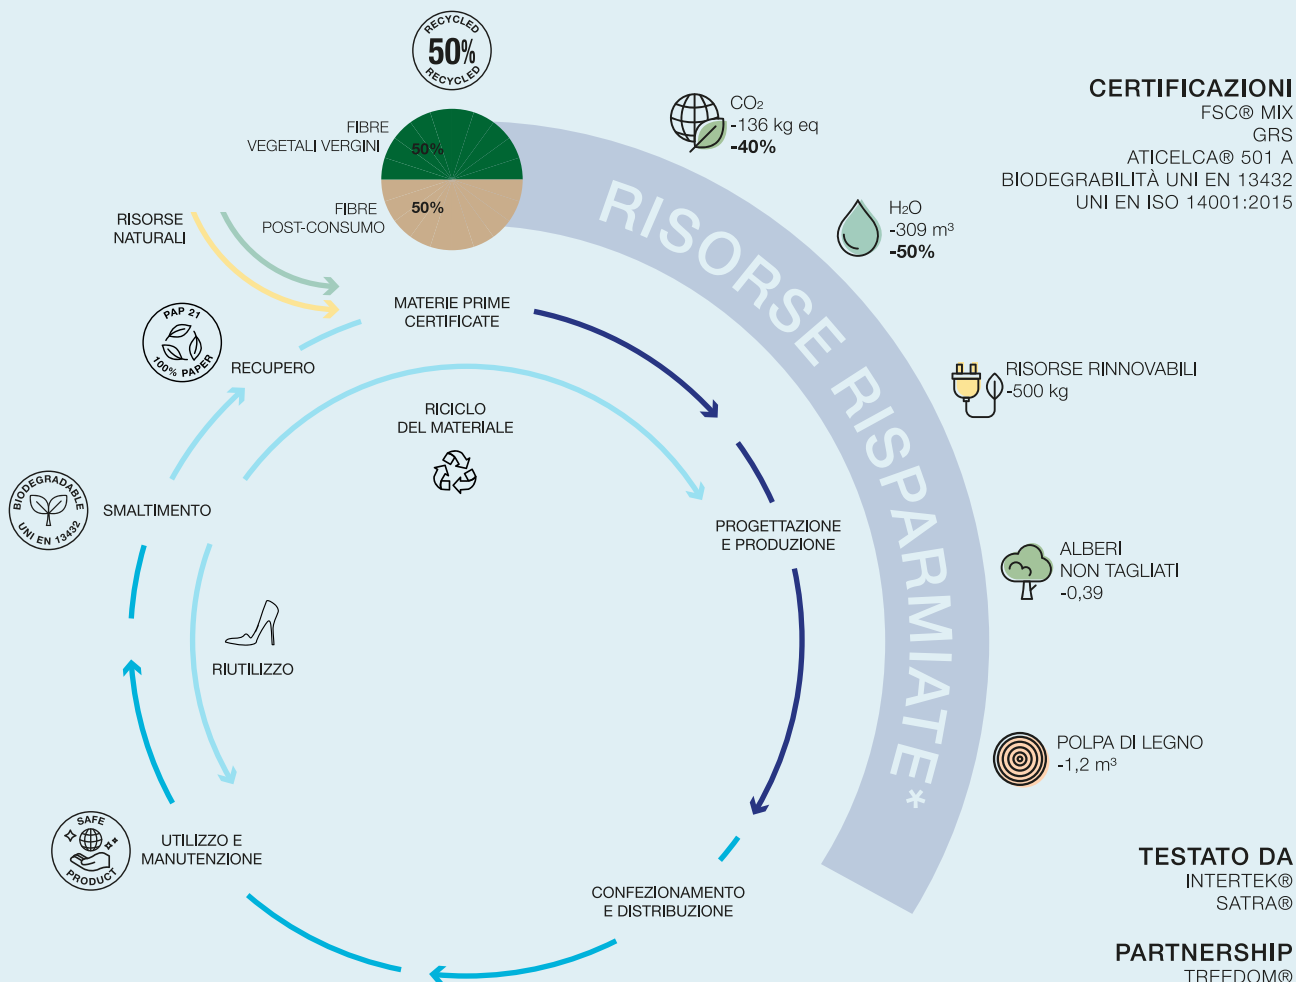 RECYCLED
50%
RECYCLED
FIBRE
VEGETALI VERGINI
50%
FIBRE
POST-CONSUMO
50%
RISORSE
NATURALI
MATERIE PRIME
CERTIFICATE
PAP 21
100% PAPER
RECUPERO
RICICLO
DEL MATERIALE
BIODEGRADABLE
UNI EN 13432
SMALTIMENTO
PROGETTAZIONE
E PRODUZIONE
RIUTILIZZO
SAFE
PRODUCT
UTILIZZO E
MANUTENZIONE
CONFEZIONAMENTO
E DISTRIBUZIONE
RISORSE RISPARMIATE*
CO₂
-136 kg eq
-40%
H₂O
-309 m³
-50%
RISORSE RINNOVABILI
-500 kg
ALBERI
NON TAGLIATI
-0,39
POLPA DI LEGNO
-1,2 m³
CERTIFICAZIONI
FSC® MIX
GRS
ATICELCA® 501 A
BIODEGRABILITÀ UNI EN 13432
UNI EN ISO 14001:2015
TESTATO DA
INTERTEK®
SATRA®
PARTNERSHIP
TREEDOM®